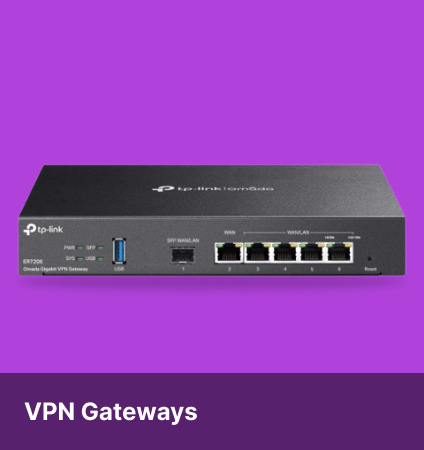 tp-link | omada
tp-link
PWR SFP
SYS USB
ER7206
Omada Gigabit VPN Gateway
USB
SFP WAN/LAN
1
WAN
WAN/LAN
2 3 4 5 6
Reset
VPN Gateways